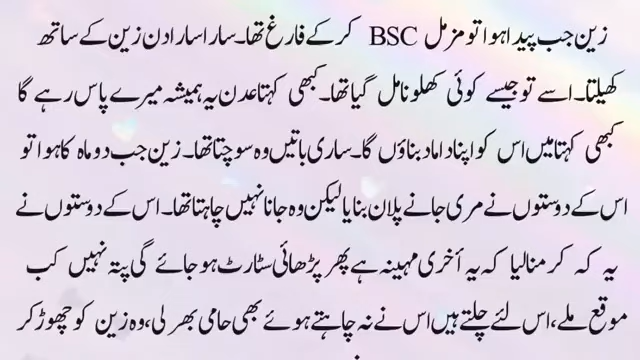 زین جب پیدا ہوا تو مزمل BSC کر کے فارغ تھا۔ سارا سارا دن زین کے ساتھ
کھیلتا۔ اسے تو جیسے کوئی کھلونا مل گیا تھا۔ کبھی کہتا عدن یہ ہمیشہ میرے پاس رہے گا
کبھی کہتا میں اس کو اپنا داماد بناؤں گا۔ ساری باتیں وہ سوچتا تھا۔ زین جب دو ماہ کا ہوا تو
اس کے دوستوں نے مری جانے پلان بنایا لیکن وہ جانا نہیں چاہتا تھا۔ اس کے دوستوں نے
یہ کہ کر منا لیا کہ یہ أخری مہینہ ہے پھر پڑھائی سٹارٹ ہو جائے گی پتہ نہیں کب
موقع ملے، اس لئے چلتے ہیں اس نے نہ چاہتے ہوئے بھی حامی بھر لی، وہ زین کو چھوڑ کر